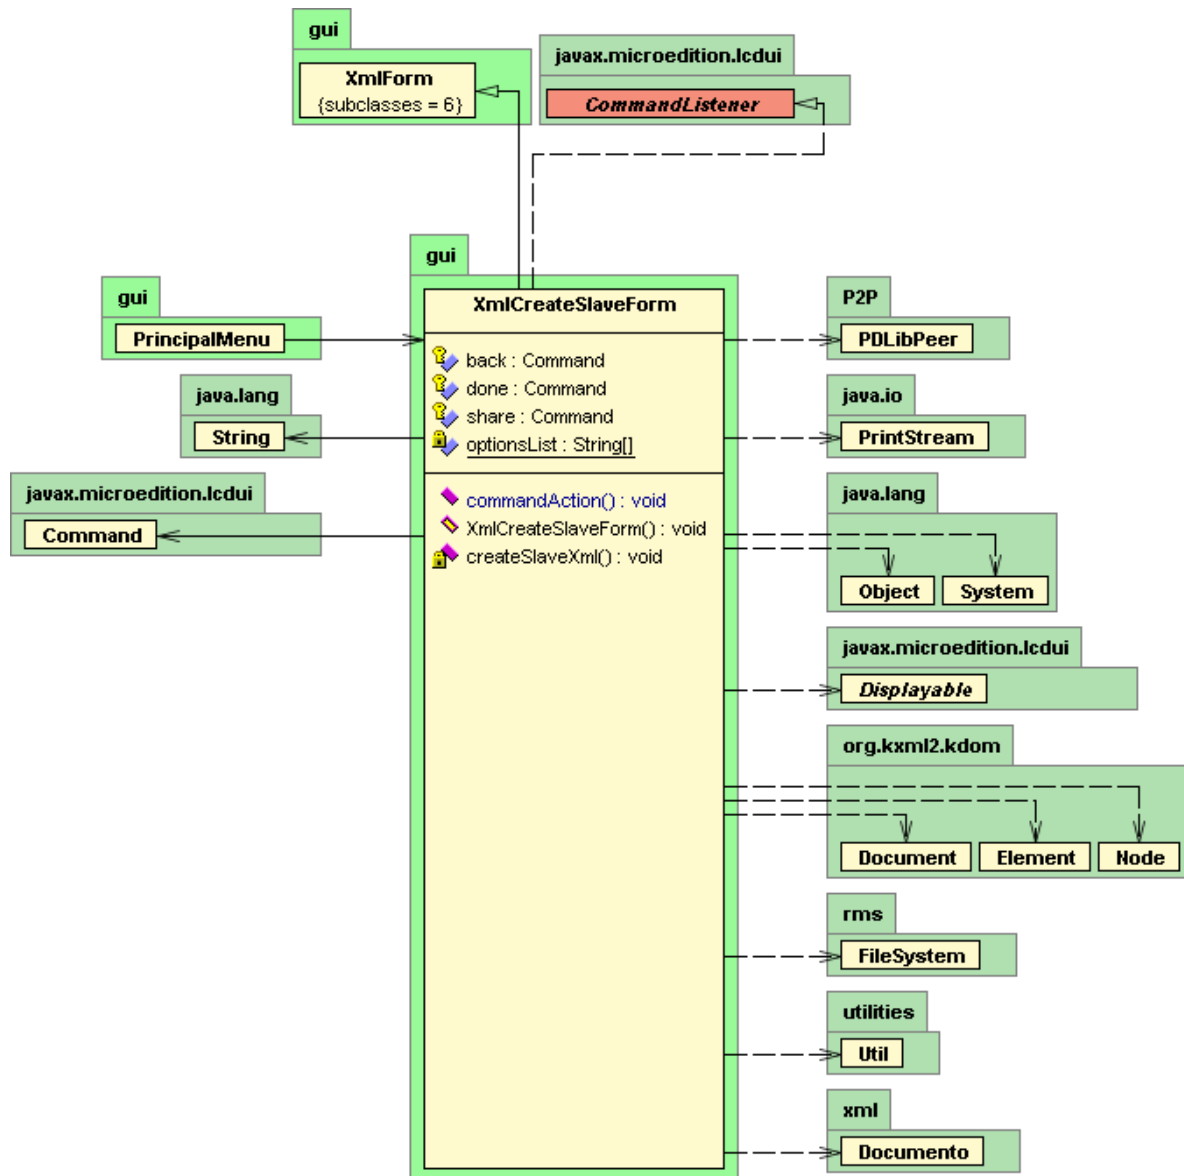 gui
XmlForm
{subclasses = 6}
javax.microedition.lcdui
CommandListener
gui
XmlCreateSlaveForm
back : Command
done : Command
share : Command
optionsList : String[]
commandAction() : void
XmlCreateSlaveForm() : void
createSlaveXml() : void
gui
PrincipalMenu
java.lang
String
javax.microedition.lcdui
Command
P2P
PDLibPeer
java.io
PrintStream
java.lang
Object
System
javax.microedition.lcdui
Displayable
org.kxml2.kdom
Document
Element
Node
rms
FileSystem
utilities
Util
xml
Documento